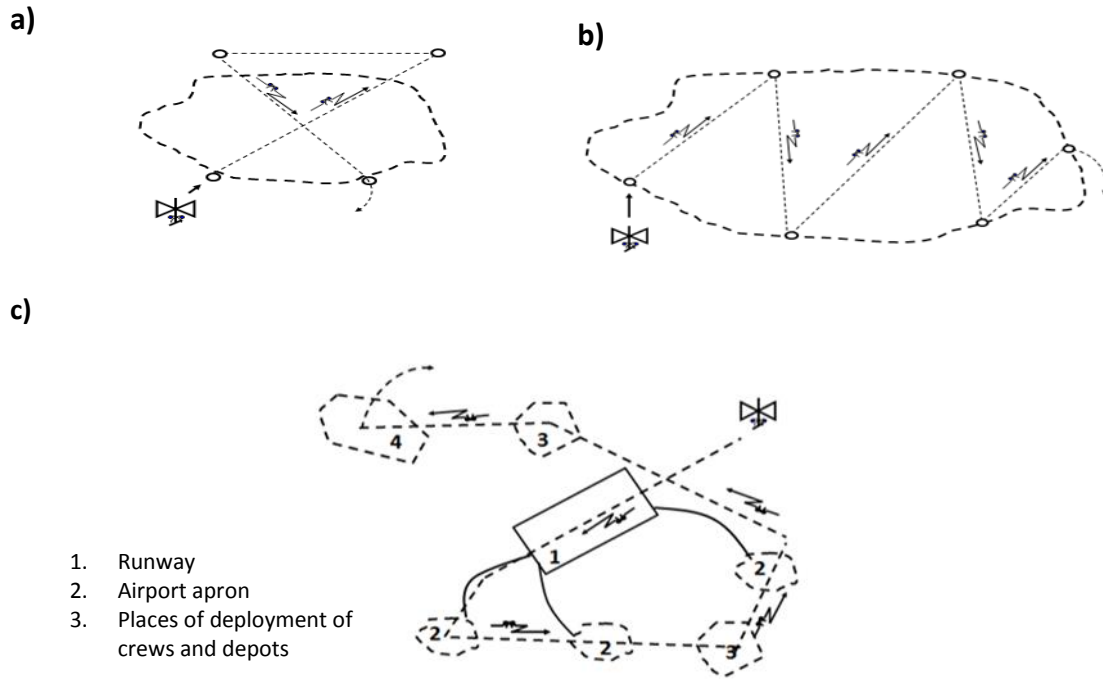 a)
b)
c)
4
3
1
2
2
2
3
1. Runway
2. Airport apron
3. Places of deployment of
crews and depots